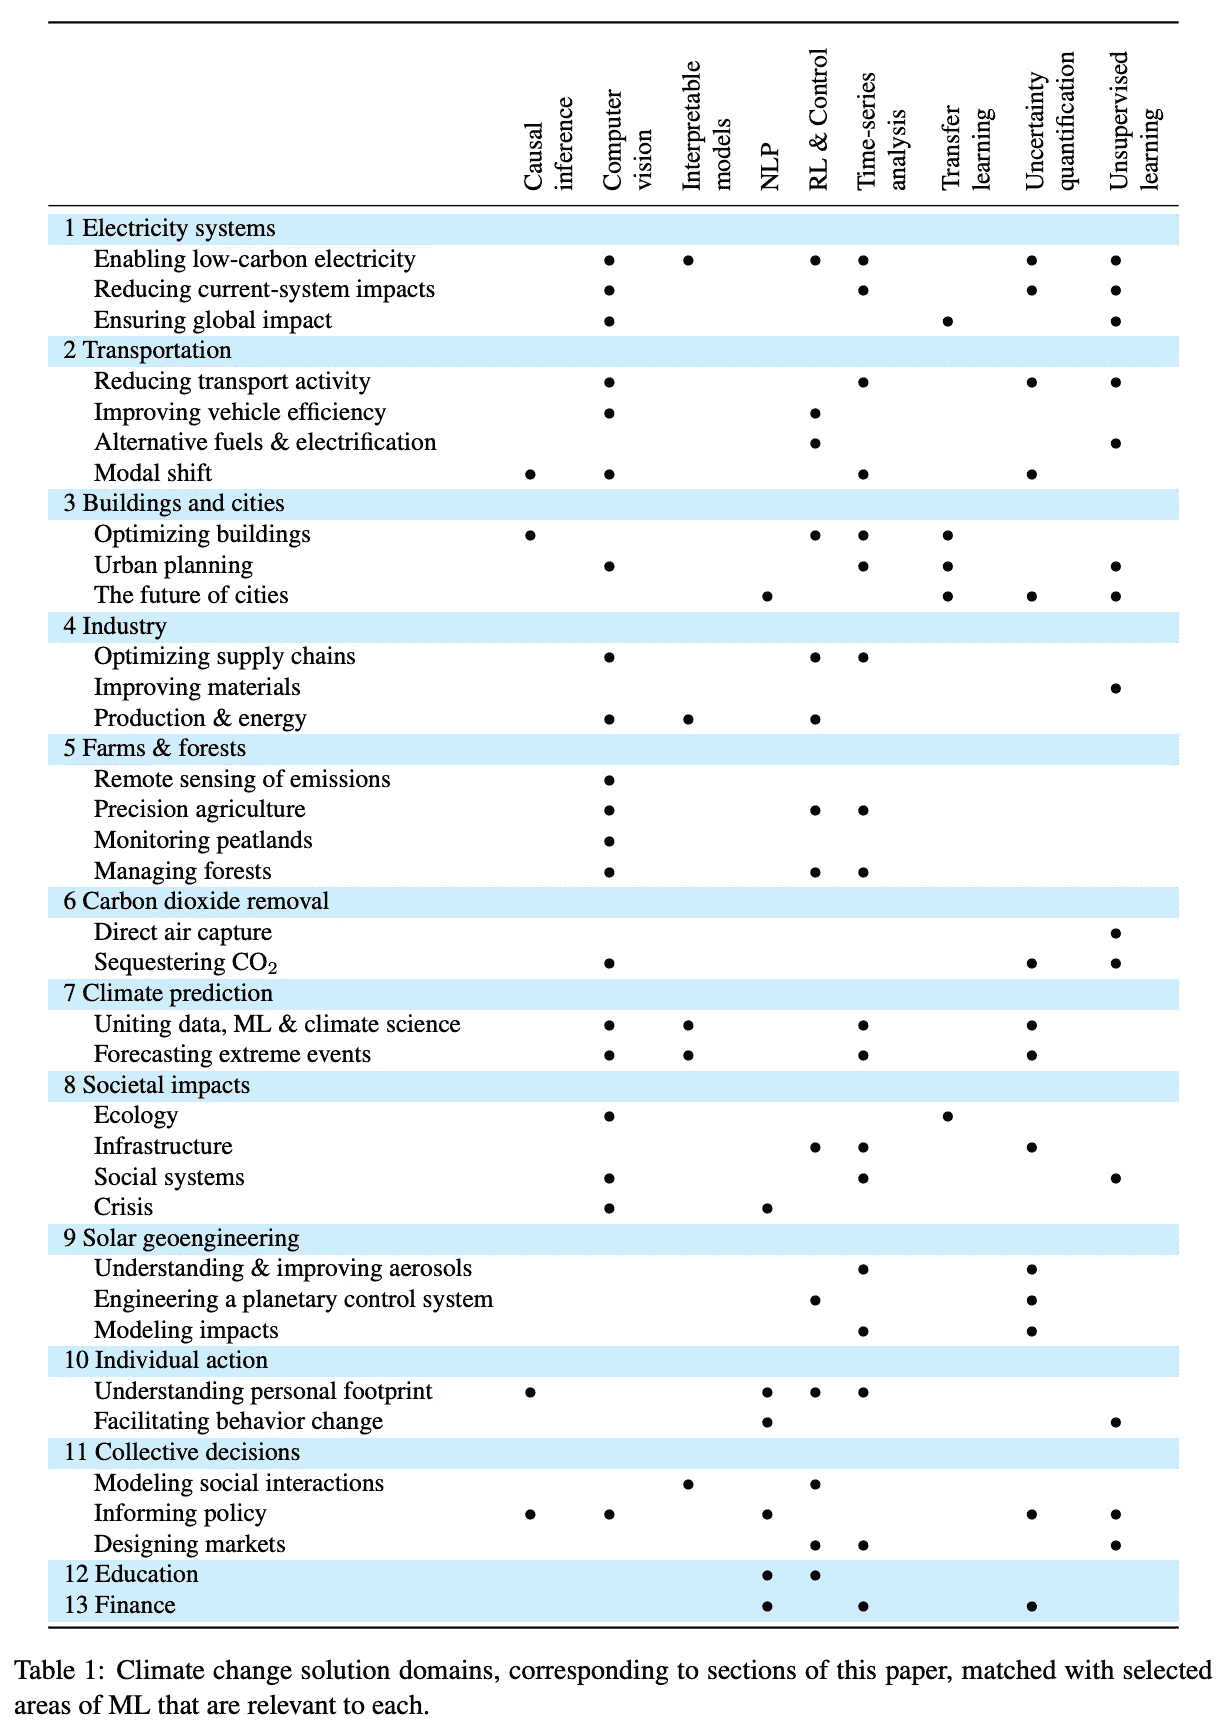 Causal inference
Computer vision
Interpretable models
NLP
RL & Control
Time-series analysis
Transfer learning
Uncertainty quantification
Unsupervised learning
1 Electricity systems
Enabling low-carbon electricity • • • • • •
Reducing current-system impacts • • • •
Ensuring global impact • • •
2 Transportation
Reducing transport activity • • • •
Improving vehicle efficiency • •
Alternative fuels & electrification • •
Modal shift • • • •
3 Buildings and cities
Optimizing buildings • • • •
Urban planning • • • •
The future of cities • • • •
4 Industry
Optimizing supply chains • • •
Improving materials •
Production & energy • • •
5 Farms & forests
Remote sensing of emissions •
Precision agriculture • • •
Monitoring peatlands •
Managing forests • • •
6 Carbon dioxide removal
Direct air capture •
Sequestering CO₂ • • •
7 Climate prediction
Uniting data, ML & climate science • • • •
Forecasting extreme events • • • •
8 Societal impacts
Ecology • •
Infrastructure • • •
Social systems • • •
Crisis • •
9 Solar geoengineering
Understanding & improving aerosols • •
Engineering a planetary control system • •
Modeling impacts • •
10 Individual action
Understanding personal footprint • • • •
Facilitating behavior change • •
11 Collective decisions
Modeling social interactions • •
Informing policy • • • • •
Designing markets • • •
12 Education • •
13 Finance • • •
Table 1: Climate change solution domains, corresponding to sections of this paper, matched with selected
areas of ML that are relevant to each.